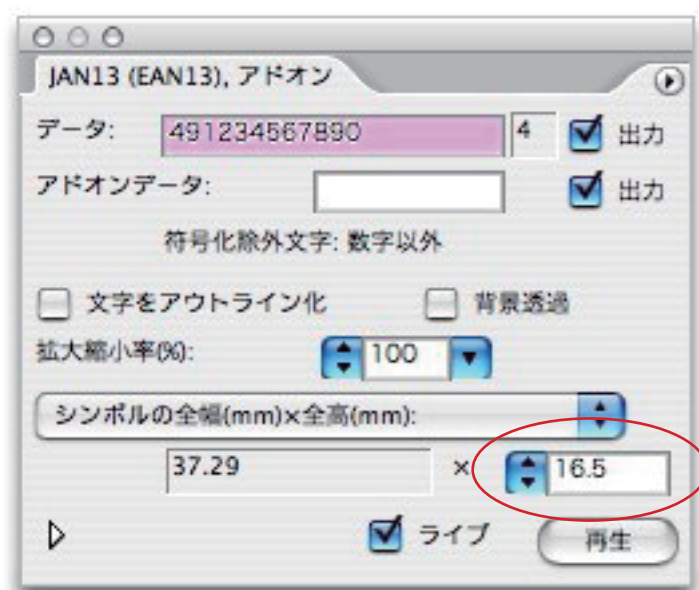 JAN13 (EAN13), アドオン
データ: 491234567890 4 出力
アドオンデータ: 出力
符号化除外文字: 数字以外
文字をアウトライン化 背景透過
拡大縮小率(%): 100
シンボルの全幅(mm)×全高(mm):
37.29 × 16.5
ライブ 再生